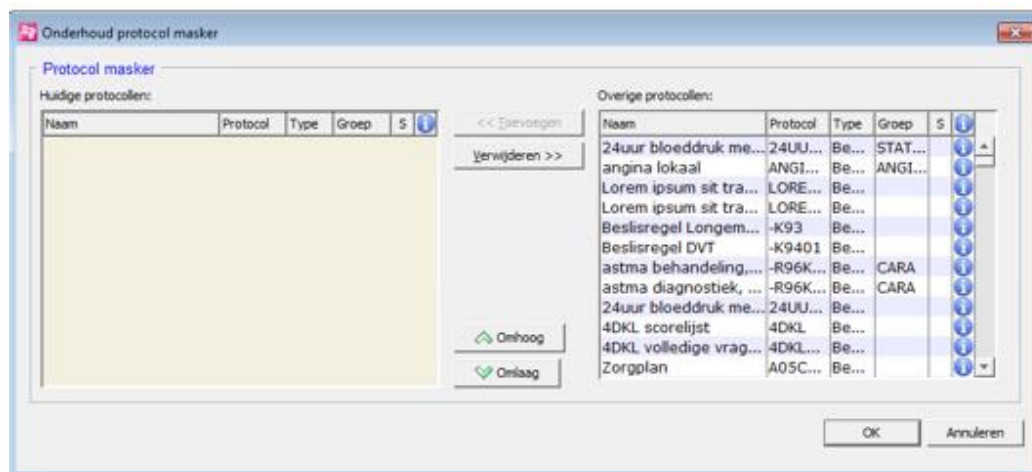 Onderhoud protocol masker
Protocol masker
Huidige protocollen:
Naam Protocol Type Groep S
<< Toevoegen
Verwijderen >>
Omhoog
Omlaag
Overige protocollen:
Naam Protocol Type Groep S
24uur bloeddruk me... 24UU... Be... STAT...
angina lokaal ANGI... Be... ANGI...
Lorem ipsum sit tra... LORE... Be...
Lorem ipsum sit tra... LORE... Be...
Beslisregel Longem... -K93 Be...
Beslisregel DVT -K9401 Be...
astma behandeling,... -R96K... Be... CARA
astma diagnostiek, ... -R96K... Be... CARA
24uur bloeddruk me... 24UU... Be...
4DKL scorelijst 4DKL Be...
4DKL volledige vrag... 4DKL... Be...
Zorgplan A05C... Be...
OK Annuleren